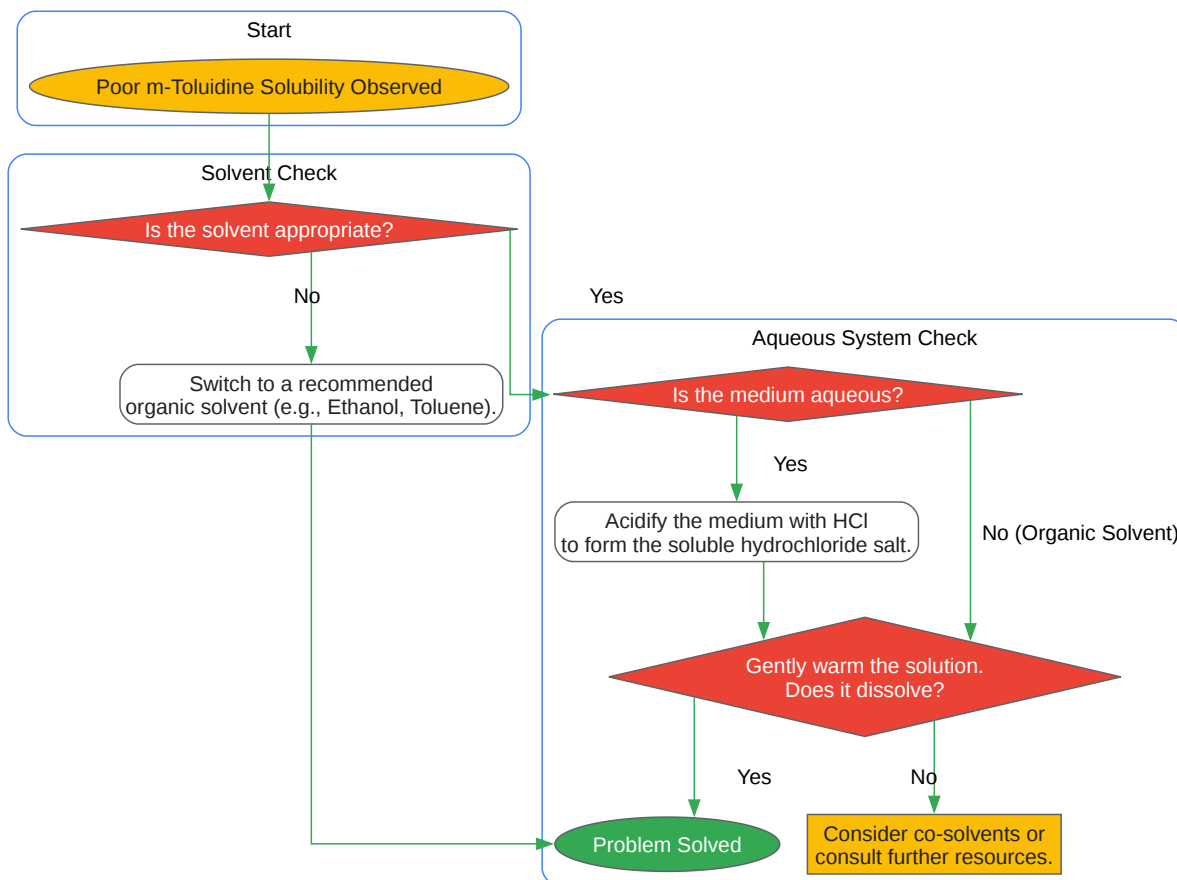 Start
Poor m-Toluidine Solubility Observed
Solvent Check
Is the solvent appropriate?
No
Yes
Switch to a recommended
organic solvent (e.g., Ethanol, Toluene).
Aqueous System Check
Is the medium aqueous?
Yes
Acidify the medium with HCl
to form the soluble hydrochloride salt.
No (Organic Solvent)
Gently warm the solution.
Does it dissolve?
Yes
No
Problem Solved
Consider co-solvents or
consult further resources.